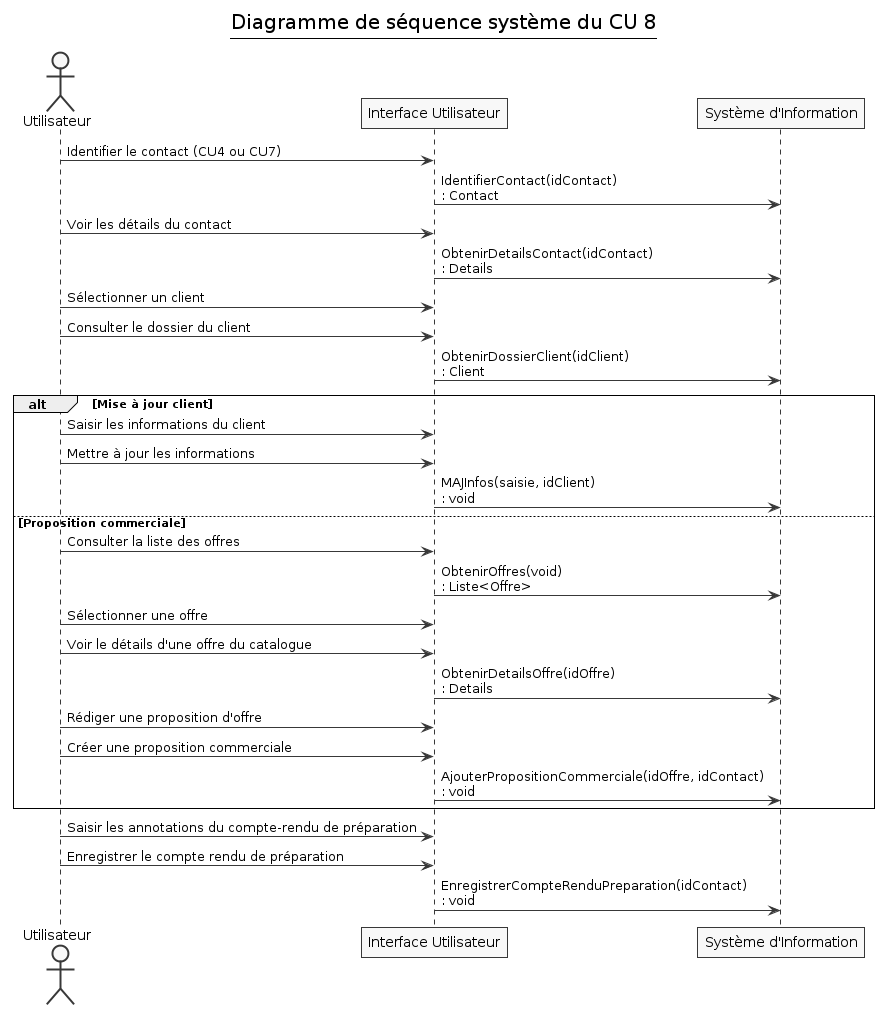 Diagramme de séquence système du CU 8
Utilisateur
Interface Utilisateur
Système d'Information
Identifier le contact (CU4 ou CU7)
IdentifierContact(idContact)
: Contact
Voir les détails du contact
ObtenirDetailsContact(idContact)
: Details
Sélectionner un client
Consulter le dossier du client
ObtenirDossierClient(idClient)
: Client
alt
[Mise à jour client]
Saisir les informations du client
Mettre à jour les informations
MAJInfos(saisie, idClient)
: void
[Proposition commerciale]
Consulter la liste des offres
ObtenirOffres(void)
: Liste<Offre>
Sélectionner une offre
Voir le détails d'une offre du catalogue
ObtenirDetailsOffre(idOffre)
: Details
Rédiger une proposition d'offre
Créer une proposition commerciale
AjouterPropositionCommerciale(idOffre, idContact)
: void
Saisir les annotations du compte-rendu de préparation
Enregistrer le compte rendu de préparation
EnregistrerCompteRenduPreparation(idContact)
: void
Utilisateur
Interface Utilisateur
Système d'Information